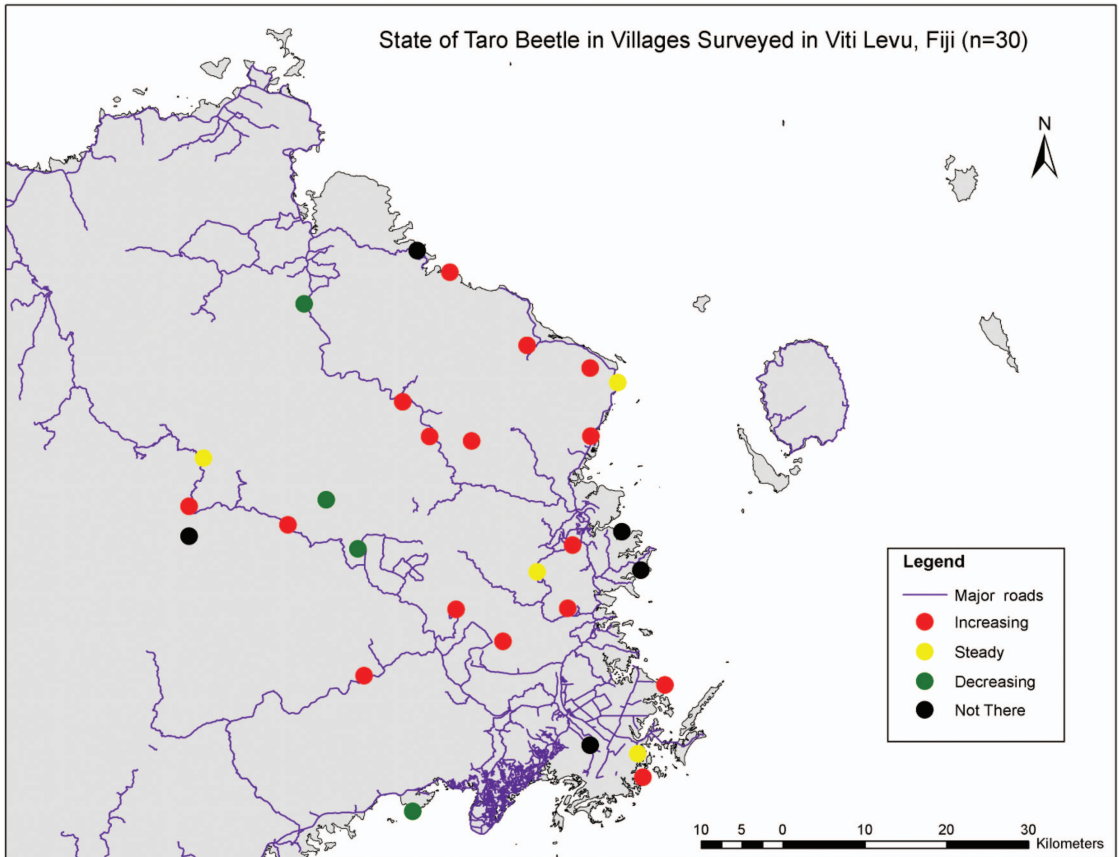 State of Taro Beetle in Villages Surveyed in Viti Levu, Fiji (n=30)
N
Legend
Major roads
Increasing
Steady
Decreasing
Not There
10 5 0 10 20 30
Kilometers